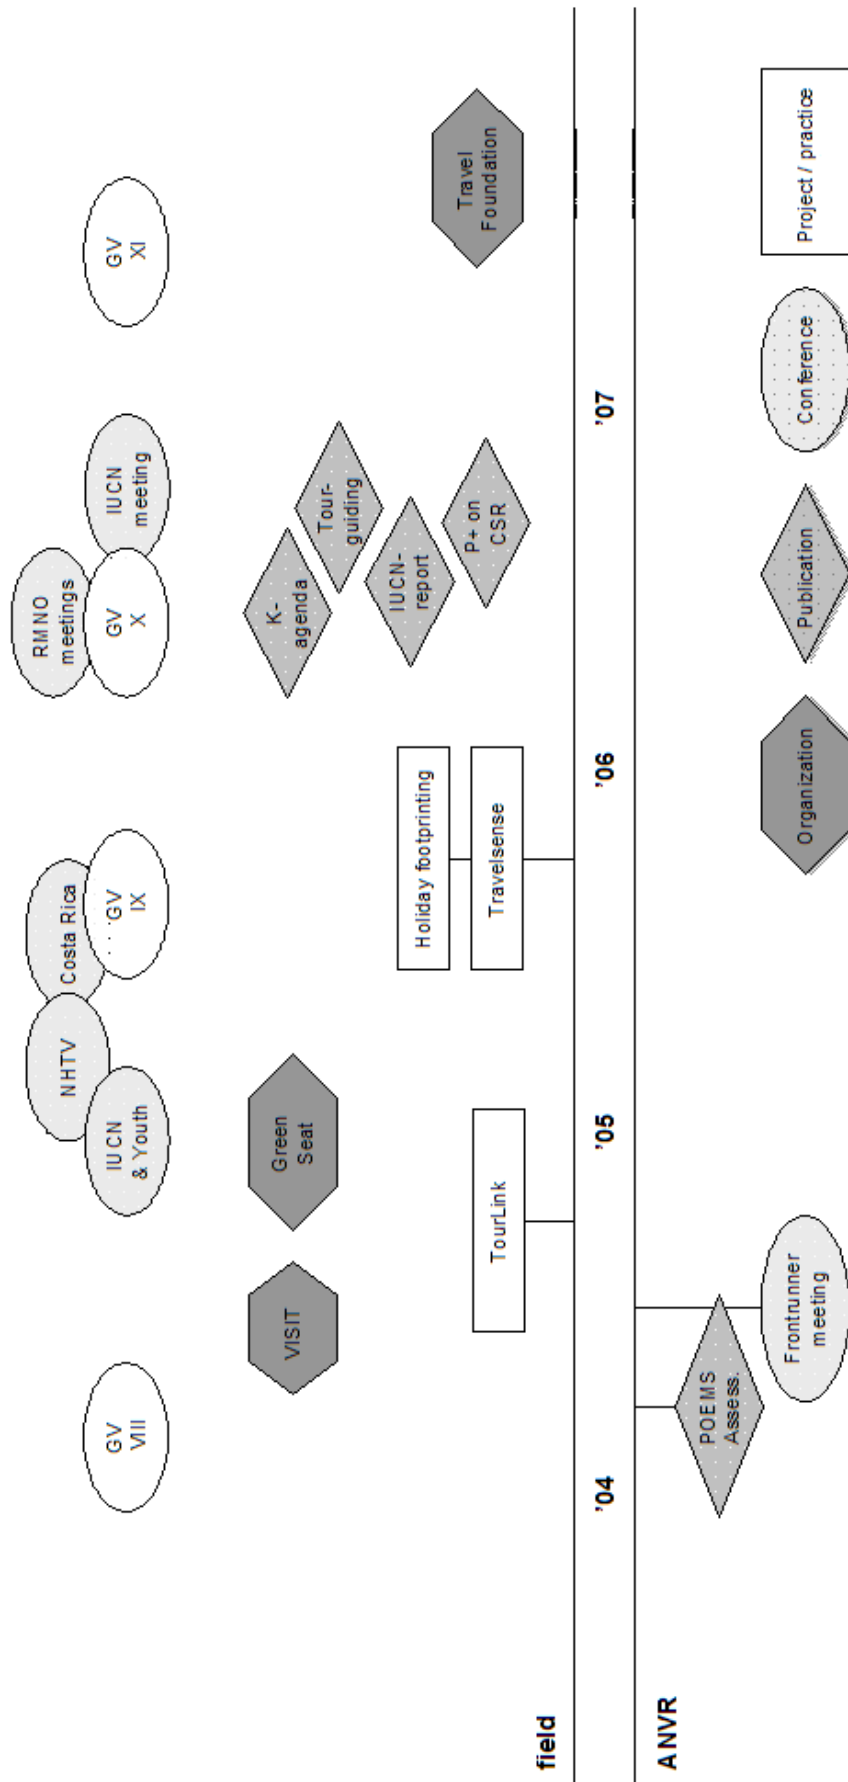 RMNO
meetings
Costa Rica
NHTV
GV
XI
IUCN
meeting
GV
X
GV
IX
IUCN
& Youth
GV
VIII
K-
agenda
Tour-
guiding
IUCN-
report
P+ on
CSR
Travel
Foundation
Green
Seat
VISIT
Holiday footprinting
Travelsense
TourLink
field
'04
'05
'06
'07
ANVR
POEMS
Assess.
Frontrunner
meeting
Organization
Publication
Conference
Project / practice